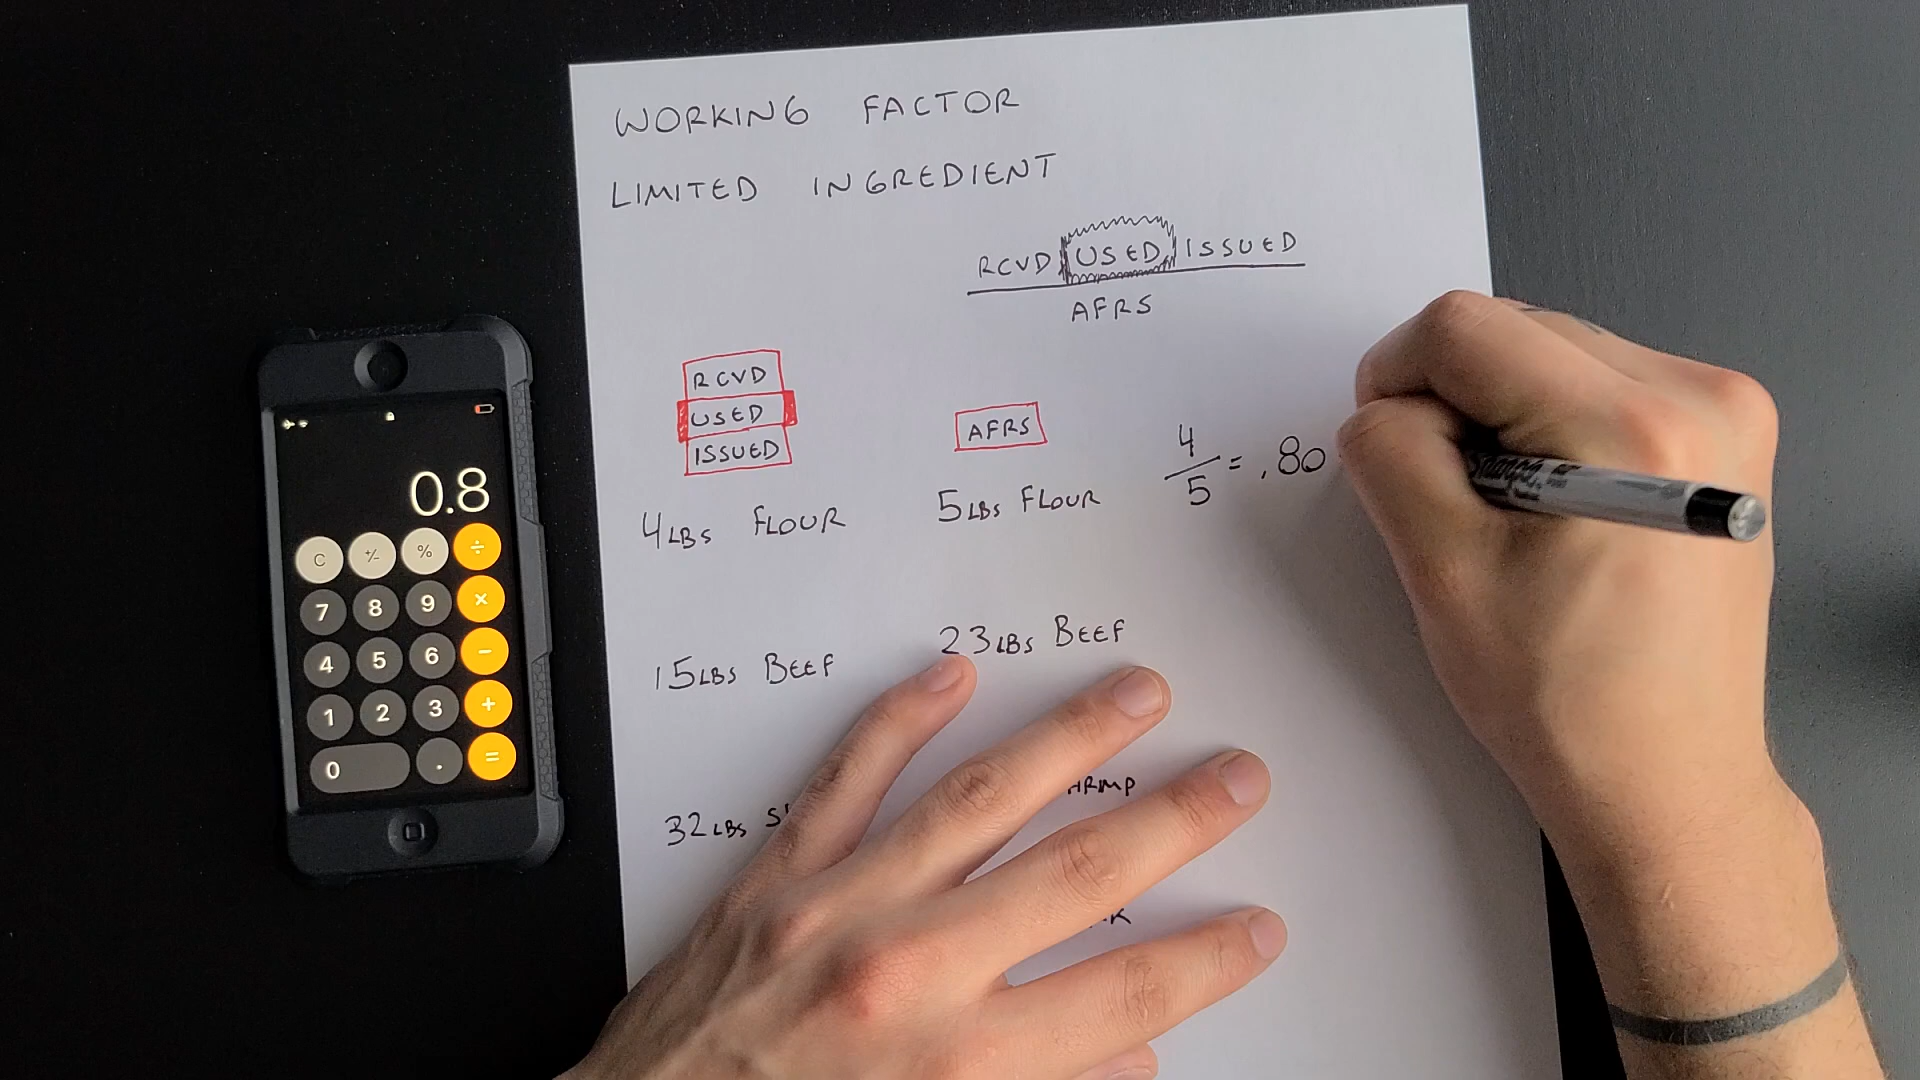 WORKING FACTOR
LIMITED INGREDIENT
RCVD USED ISSUED
AFRS
RCVD
USED
ISSUED
AFRS
4
5
= .80
4LBS FLOUR
5LBS FLOUR
15LBS BEEF
23LBS BEEF
32LBS
0.8
C +/- % ÷
7 8 9 ×
4 5 6 −
1 2 3 +
0 . =